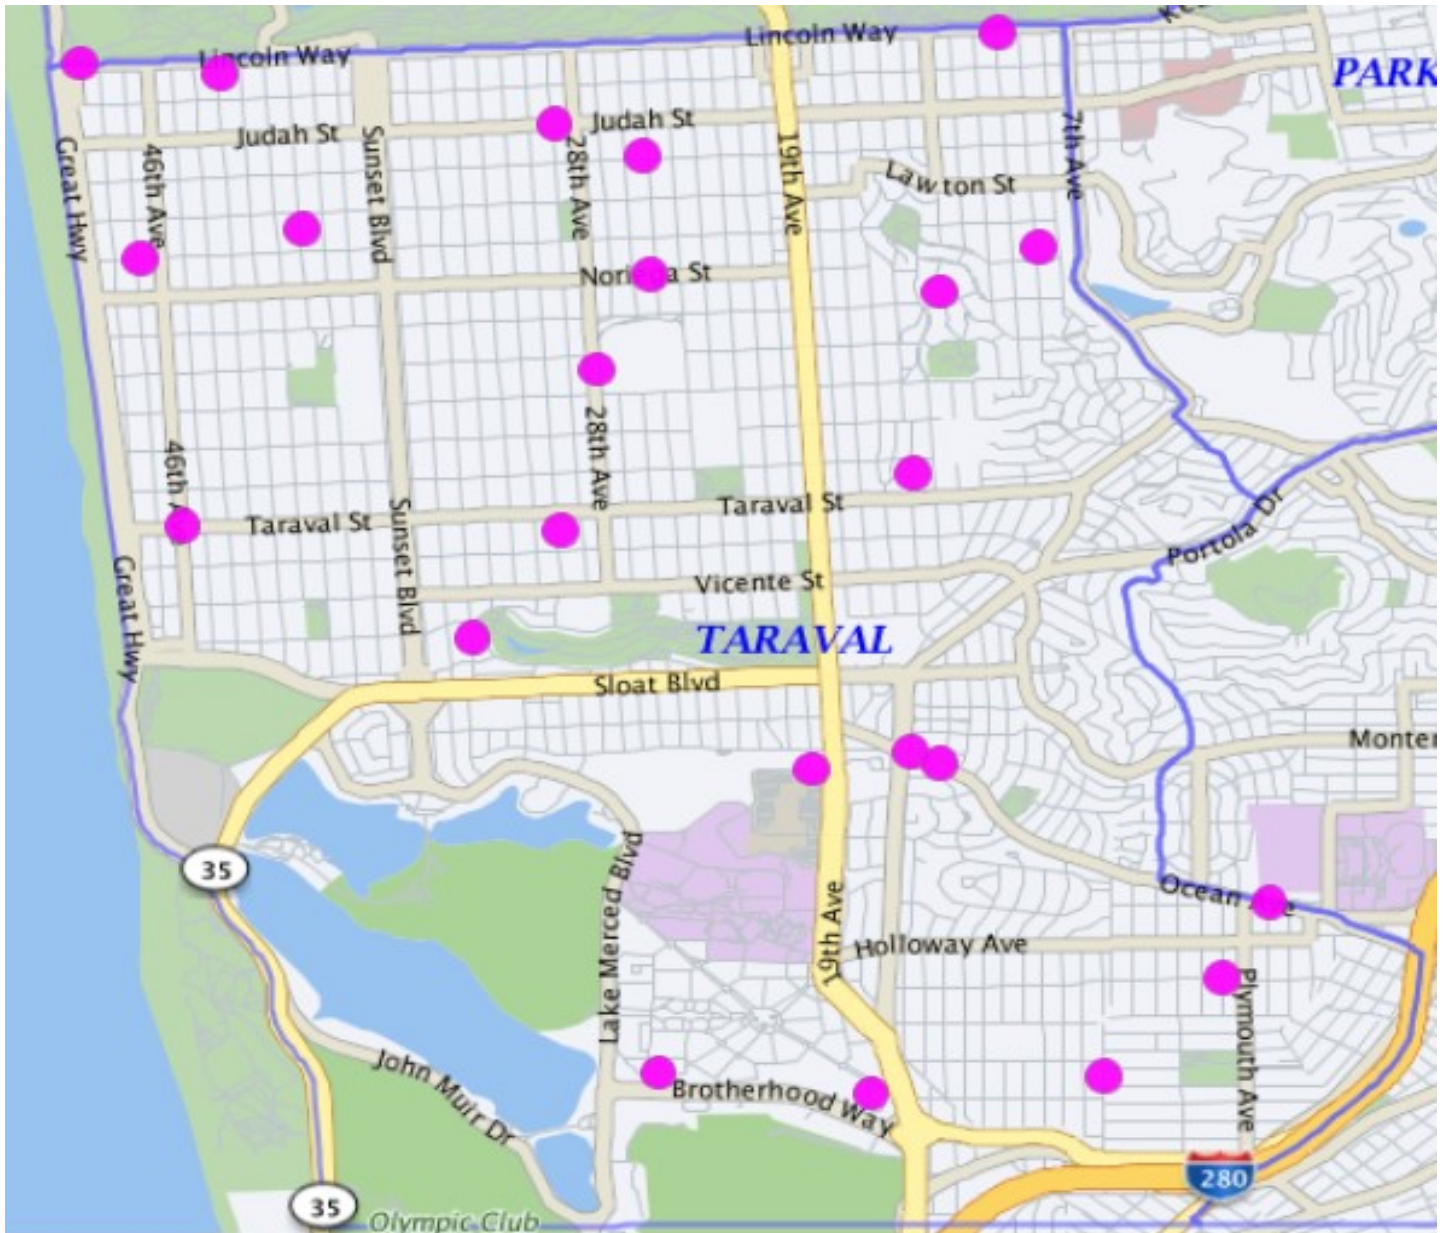 Lincoln Way
Lincoln Way
PARK
Judah St
Judah St
Great Hwy
46th Ave
Sunset Blvd
28th Ave
19th Ave
7th Ave
Lawton St
St
28th Ave
46th
Taraval St
Taraval St
Sunset Blvd
Great Hwy
Portola Dr
Vicente St
TARAVAL
Sloat Blvd
Monter
35
Lake Merced Blvd
19th Ave
Ocean
Holloway Ave
Plymouth Ave
John Muir Dr
Brotherhood Way
280
35
Olympic Club